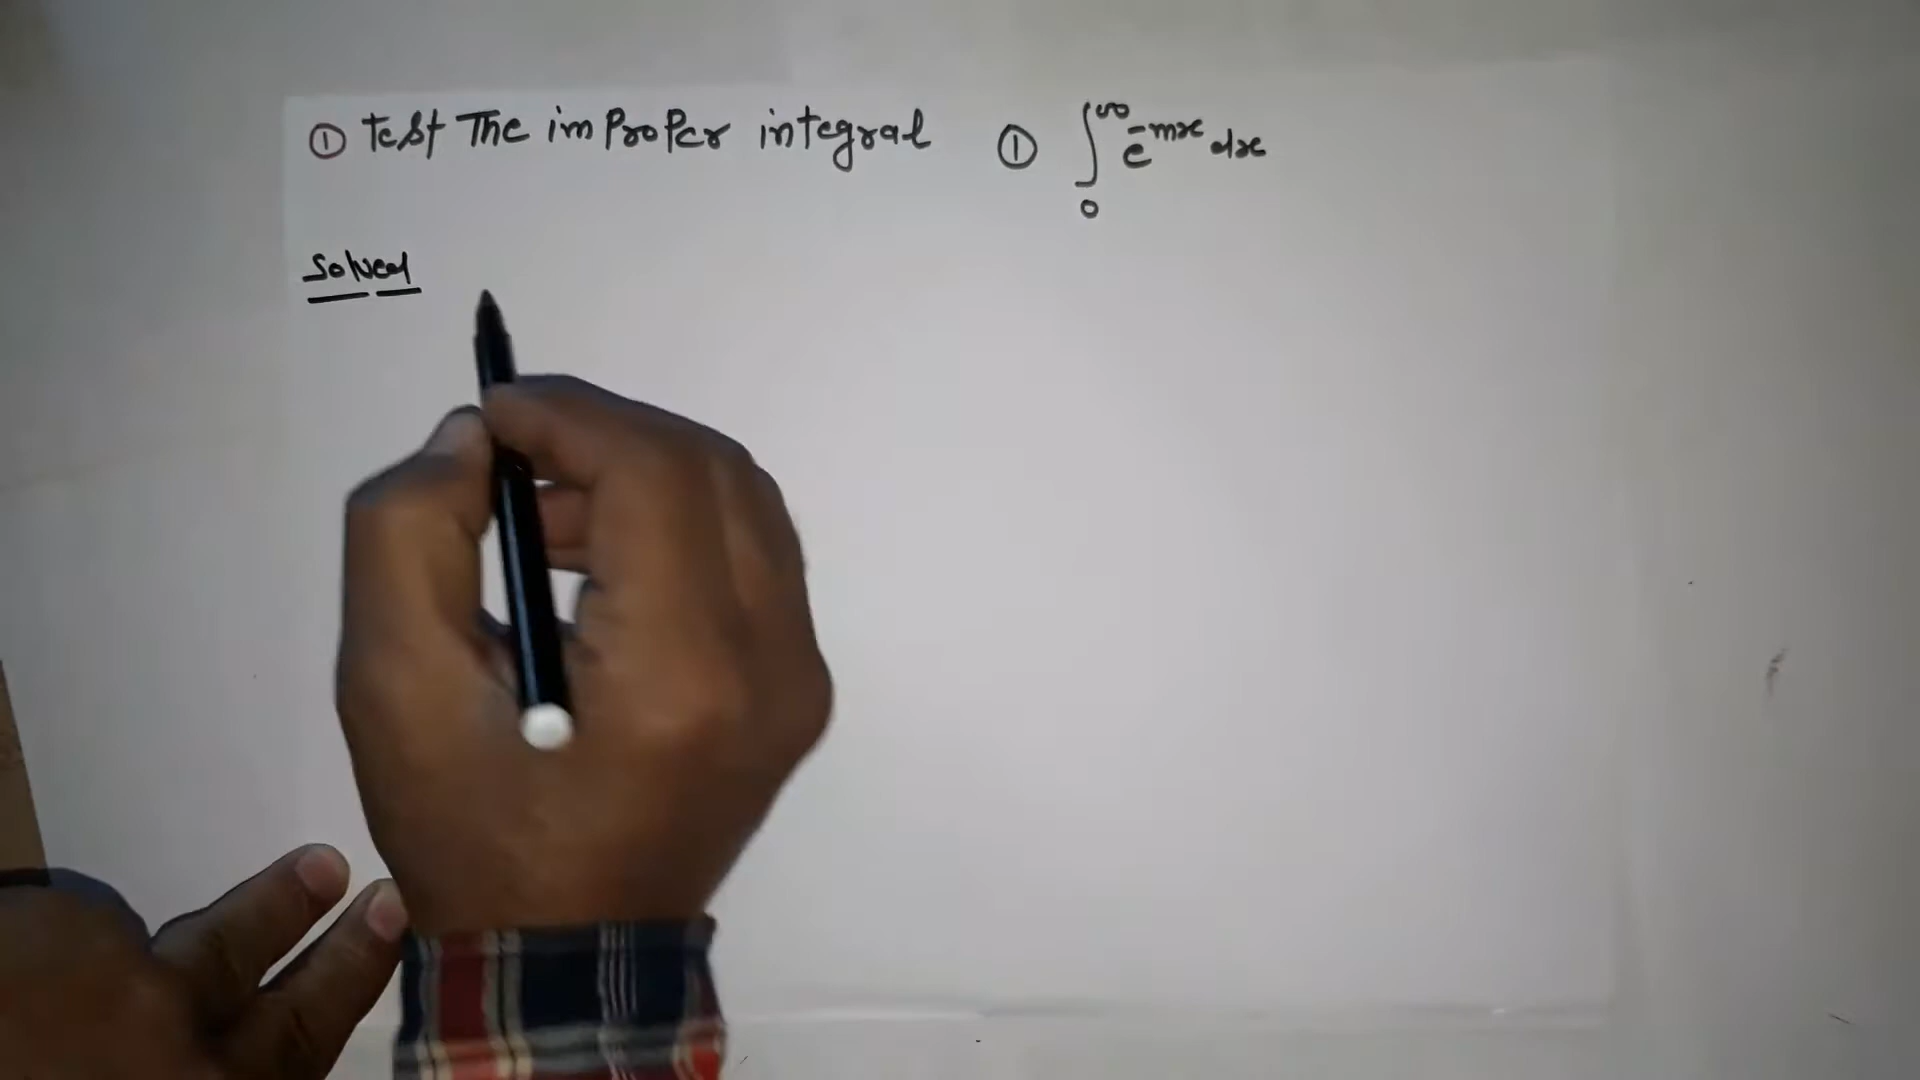 ① Test The improper integral ① ∫₀^∞ e^{-mx} dx
Solved